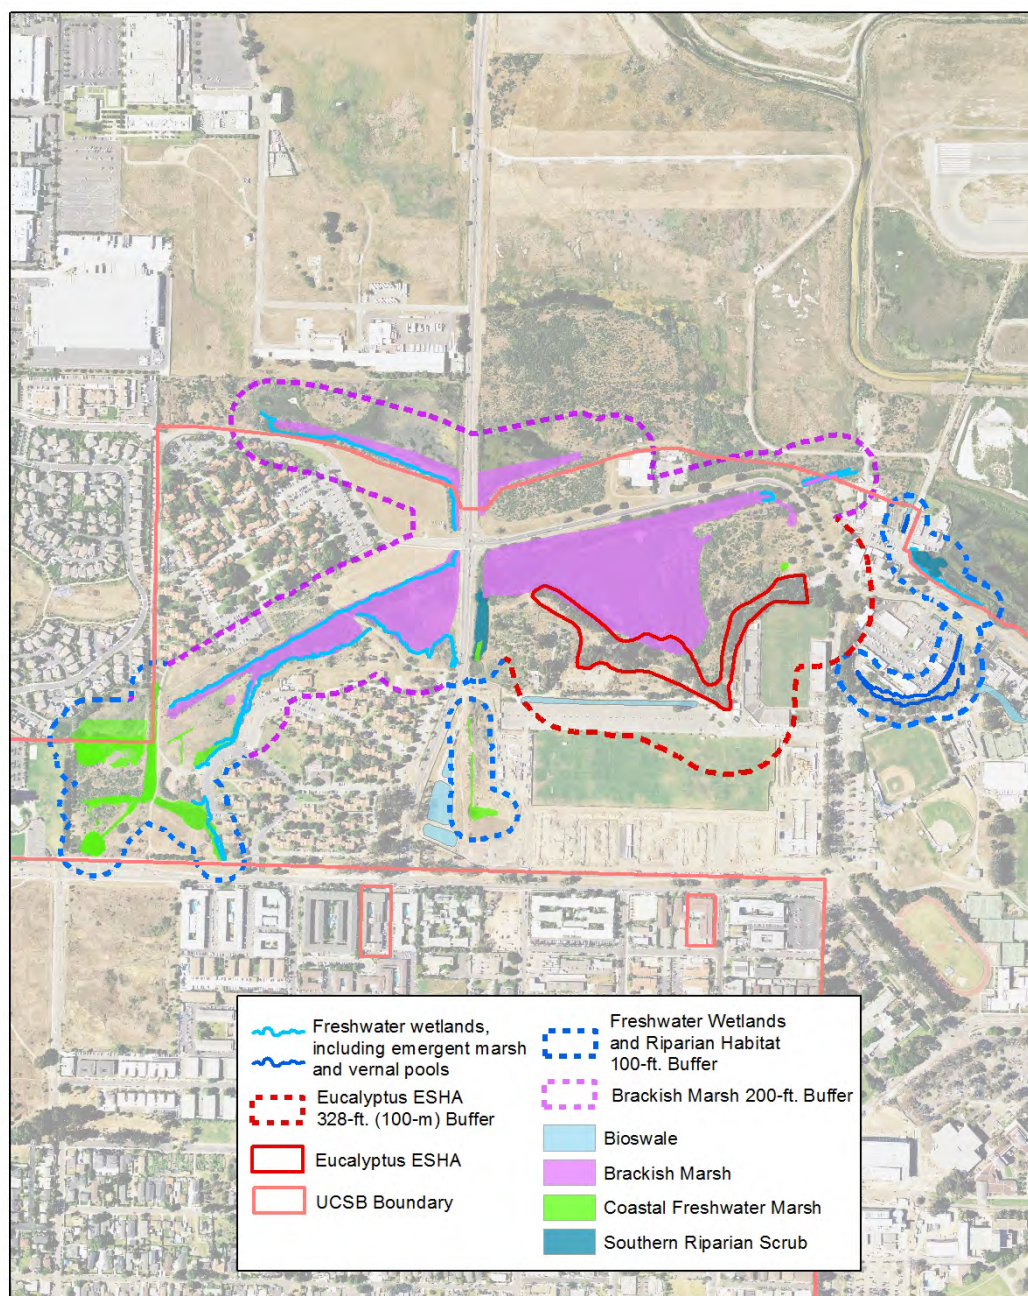 Freshwater wetlands,
including emergent marsh
and vernal pools
Eucalyptus ESHA
328-ft. (100-m) Buffer
Eucalyptus ESHA
UCSB Boundary
Freshwater Wetlands
and Riparian Habitat
100-ft. Buffer
Brackish Marsh 200-ft. Buffer
Bioswale
Brackish Marsh
Coastal Freshwater Marsh
Southern Riparian Scrub